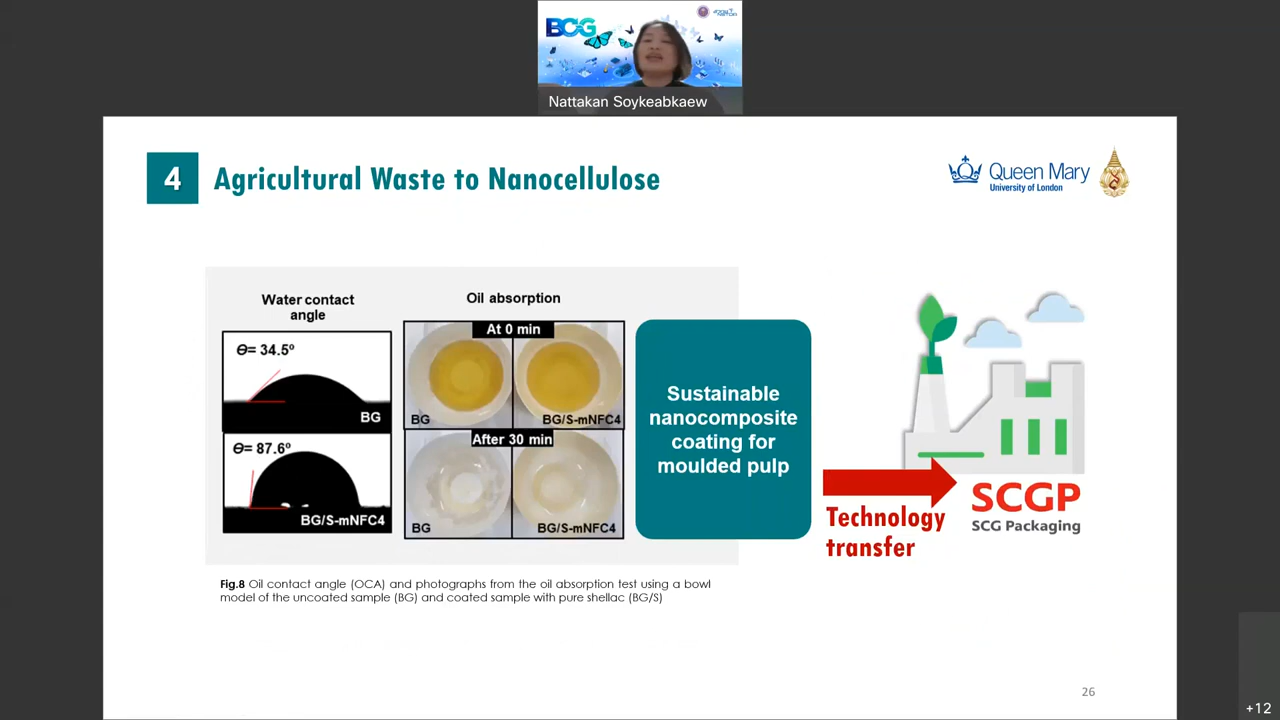 BCG
Nattakan Soykeabkaew
4
Agricultural Waste to Nanocellulose
Queen Mary
University of London
Water contact
angle
Oil absorption
At 0 min
Ɵ= 34.5º
BG
BG
BG/S-mNFC4
After 30 min
Ɵ= 87.6º
BG/S-mNFC4
BG
BG/S-mNFC4
Sustainable
nanocomposite
coating for
moulded pulp
Technology
transfer
SCGP
SCG Packaging
Fig.8 Oil contact angle (OCA) and photographs from the oil absorption test using a bowl
model of the uncoated sample (BG) and coated sample with pure shellac (BG/S)
26
+12